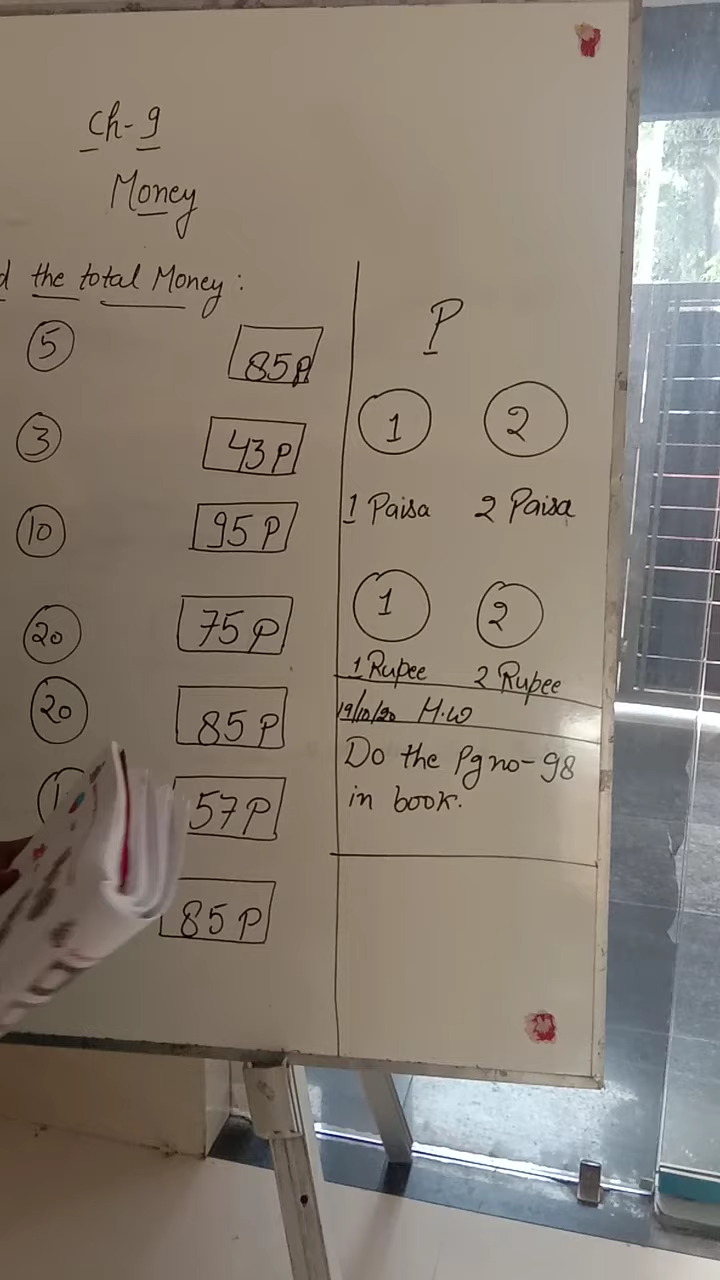 Ch-9
Money
d the total Money:
5 85P
3 43P
10 95P
20 75P
20 85P
57P
85P
P
1 2
1 Paisa 2 Paisa
1 2
1 Rupee 2 Rupee
19/10/20 H.W
Do the Pg no-98
in book.